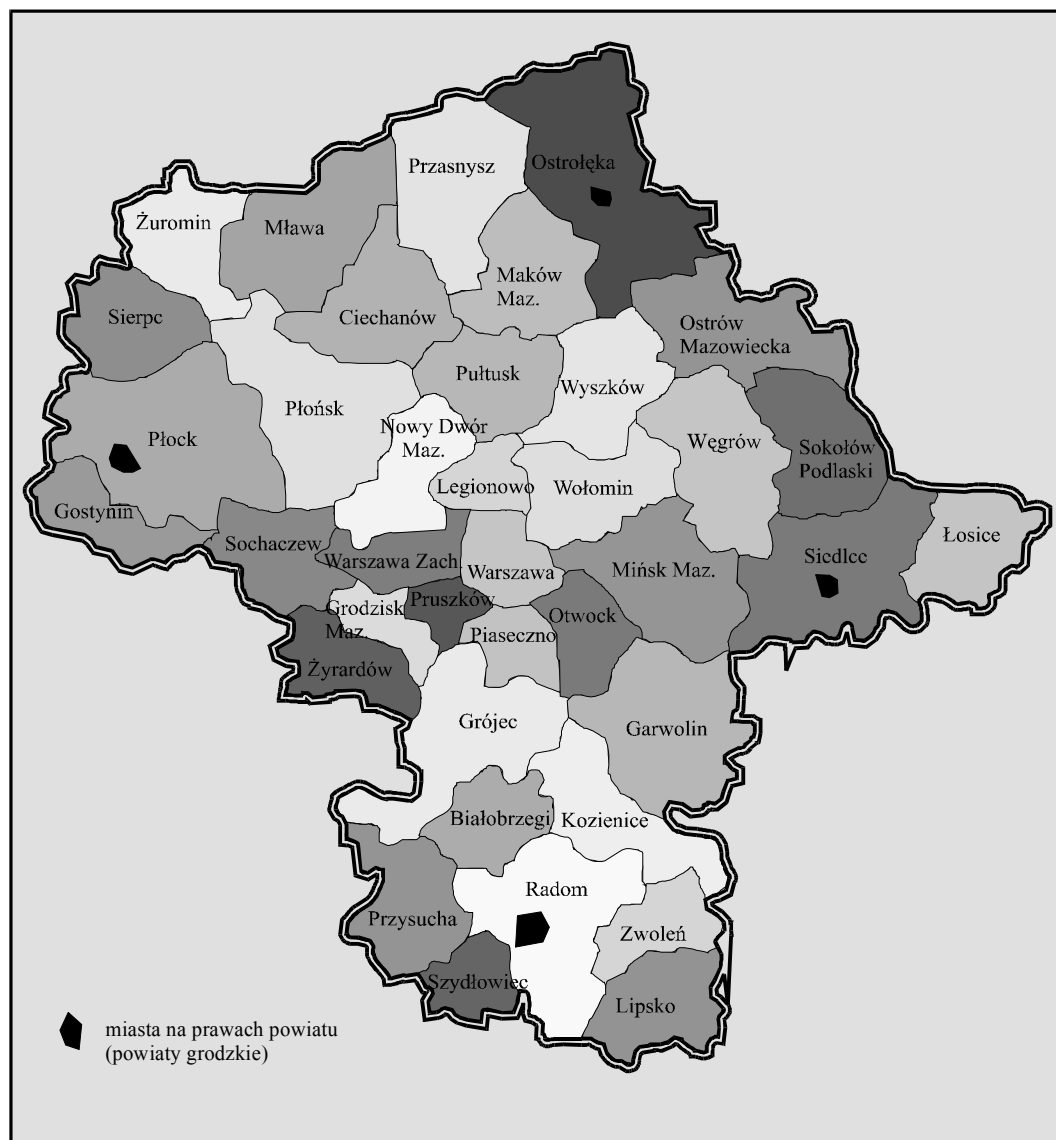 Przasnysz
Ostrołęka
Żuromin
Mława
Maków
Maz.
Sierpc
Ciechanów
Ostrów
Mazowiecka
Pułtusk
Wyszków
Płońsk
Nowy Dwór
Maz.
Płock
Węgrów
Sokołów
Podlaski
Legionowo
Wołomin
Gostynin
Sochaczew
Łosice
Warszawa Zach.
Warszawa
Mińsk Maz.
Siedlce
Grodzisk
Maz.
Pruszków
Otwock
Piaseczno
Żyrardów
Grójec
Garwolin
Białobrzegi
Kozienice
Radom
Przysucha
Zwoleń
Szydłowiec
Lipsko
miasta na prawach powiatu
(powiaty grodzkie)